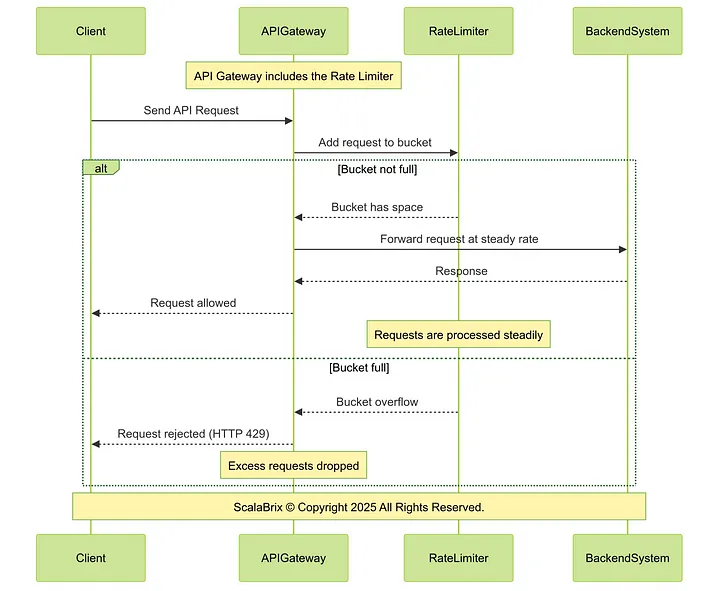 Client
APIGateway
RateLimiter
BackendSystem
API Gateway includes the Rate Limiter
Send API Request
Add request to bucket
alt
[Bucket not full]
Bucket has space
Forward request at steady rate
Response
Request allowed
Requests are processed steadily
[Bucket full]
Bucket overflow
Request rejected (HTTP 429)
Excess requests dropped
ScalaBrix © Copyright 2025 All Rights Reserved.
Client
APIGateway
RateLimiter
BackendSystem